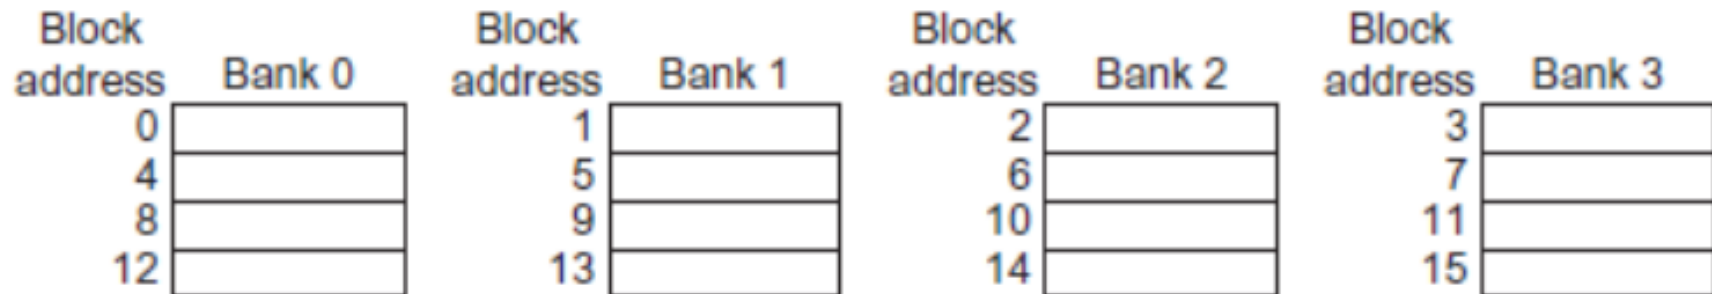 Block Block Block Block
address Bank 0 address Bank 1 address Bank 2 address Bank 3
0 1 2 3
4 5 6 7
8 9 10 11
12 13 14 15